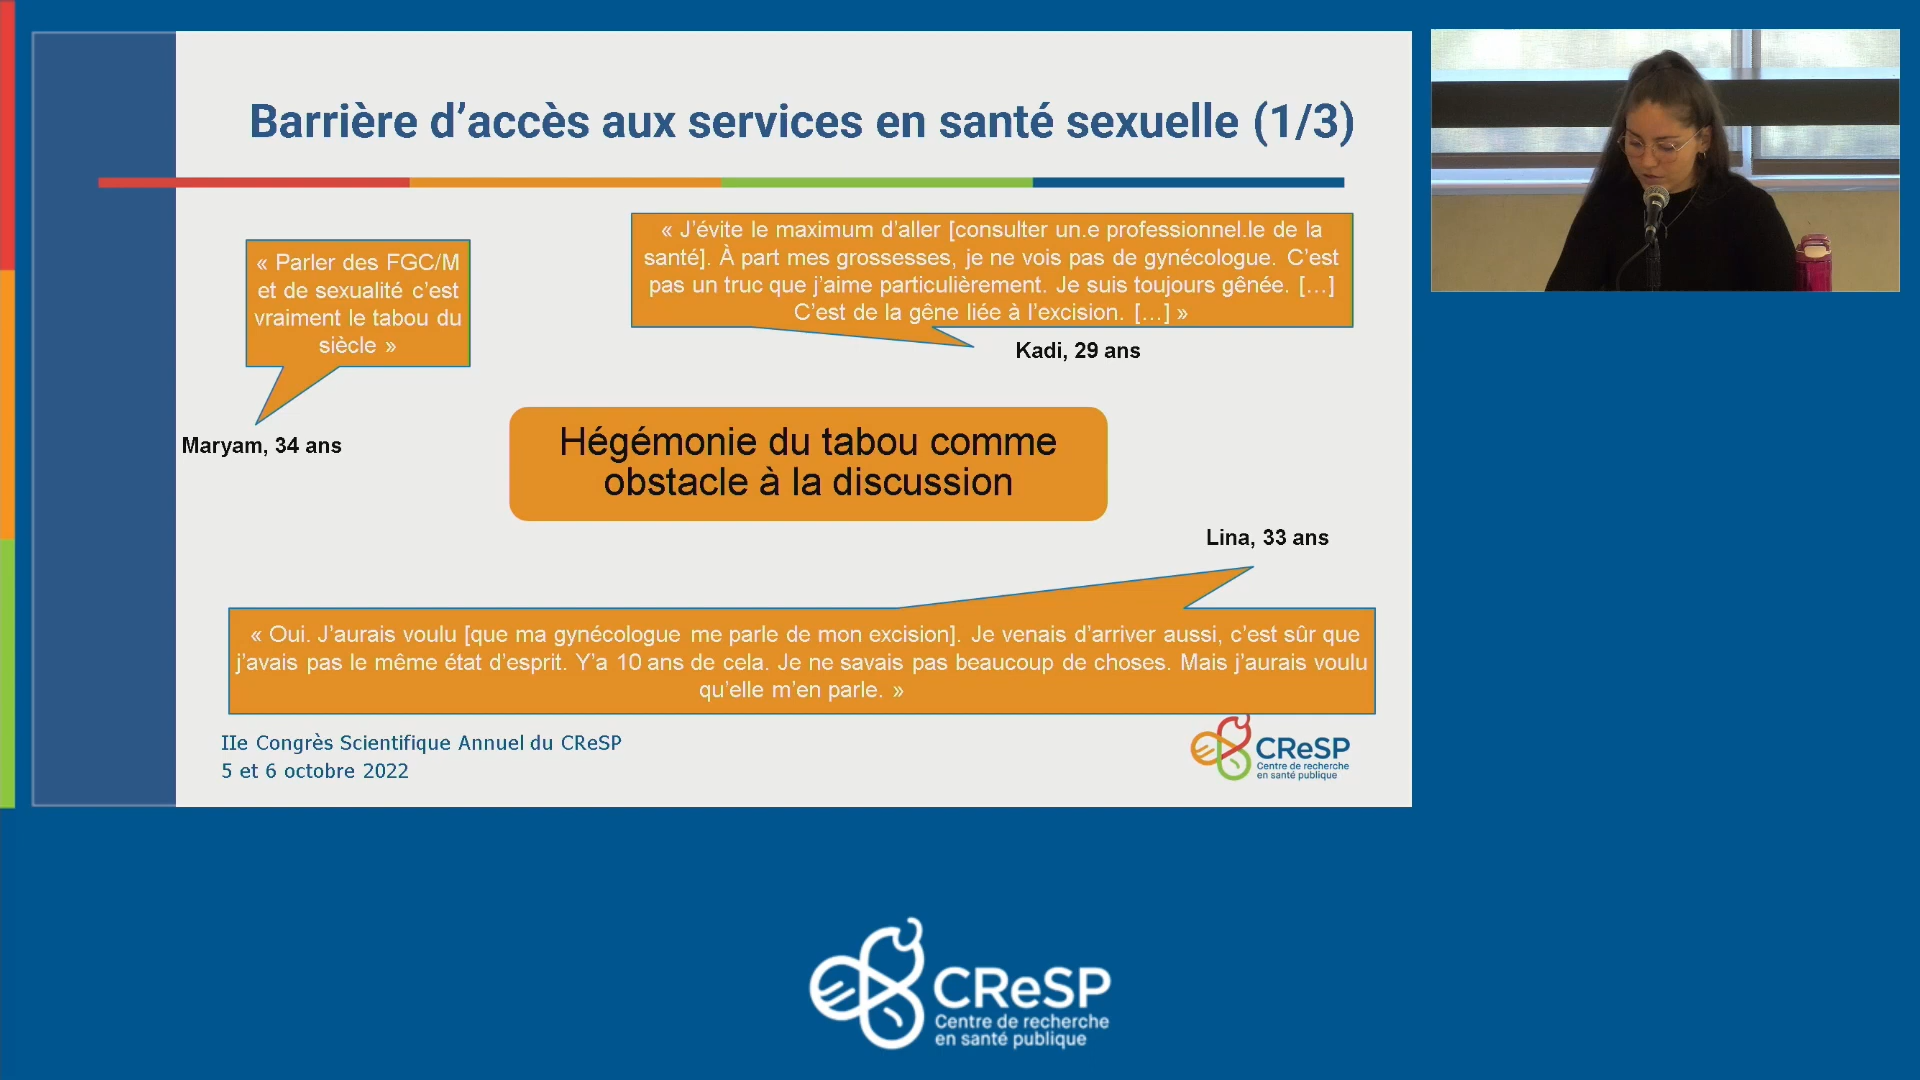 Barrière d’accès aux services en santé sexuelle (1/3)
« Parler des FGC/M
et de sexualité c’est
vraiment le tabou du
siècle »
Maryam, 34 ans
« J’évite le maximum d’aller [consulter un.e professionnel.le de la
santé]. À part mes grossesses, je ne vois pas de gynécologue. C’est
pas un truc que j’aime particulièrement. Je suis toujours gênée. […]
C’est de la gêne liée à l’excision. […] »
Kadi, 29 ans
Hégémonie du tabou comme
obstacle à la discussion
Lina, 33 ans
« Oui. J’aurais voulu [que ma gynécologue me parle de mon excision]. Je venais d’arriver aussi, c’est sûr que
j’avais pas le même état d’esprit. Y’a 10 ans de cela. Je ne savais pas beaucoup de choses. Mais j’aurais voulu
qu’elle m’en parle. »
IIe Congrès Scientifique Annuel du CReSP
5 et 6 octobre 2022
CReSP
Centre de recherche
en santé publique
CReSP
Centre de recherche
en santé publique